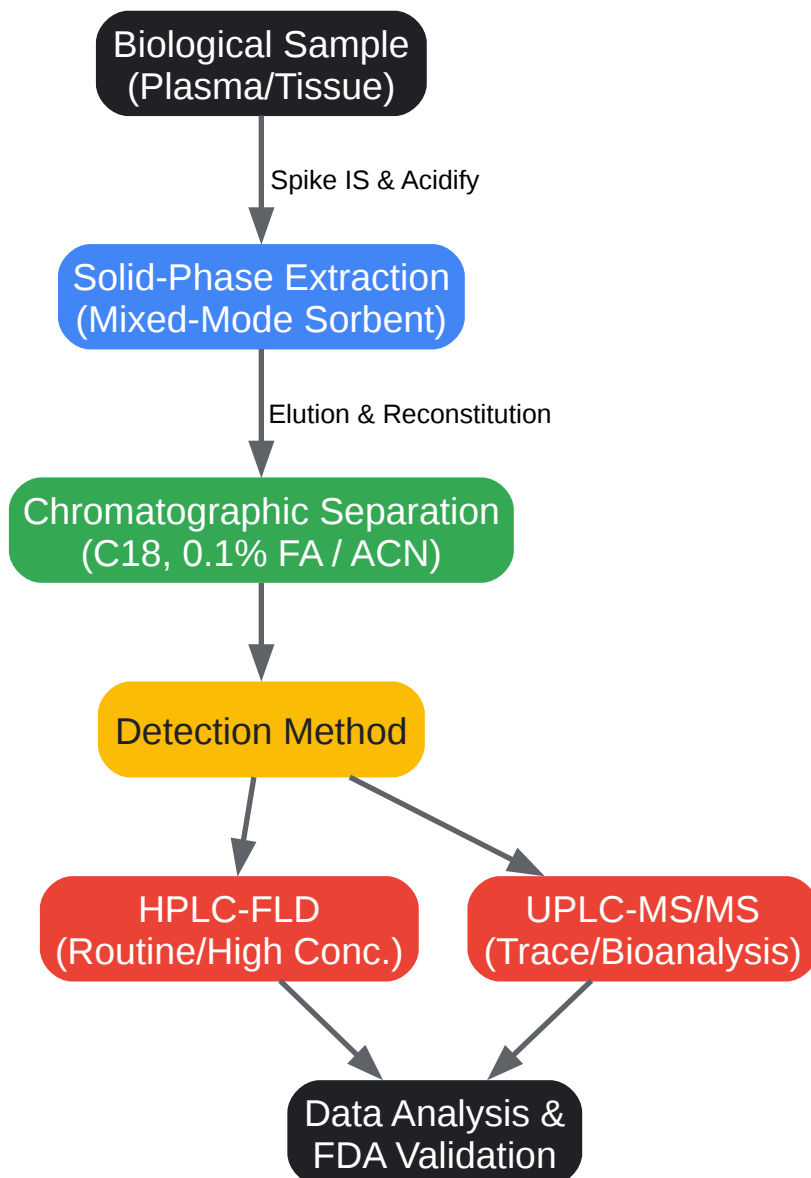 Biological Sample
(Plasma/Tissue)
Spike IS & Acidify
Solid-Phase Extraction
(Mixed-Mode Sorbent)
Elution & Reconstitution
Chromatographic Separation
(C18, 0.1% FA / ACN)
Detection Method
HPLC-FLD
(Routine/High Conc.)
UPLC-MS/MS
(Trace/Bioanalysis)
Data Analysis &
FDA Validation